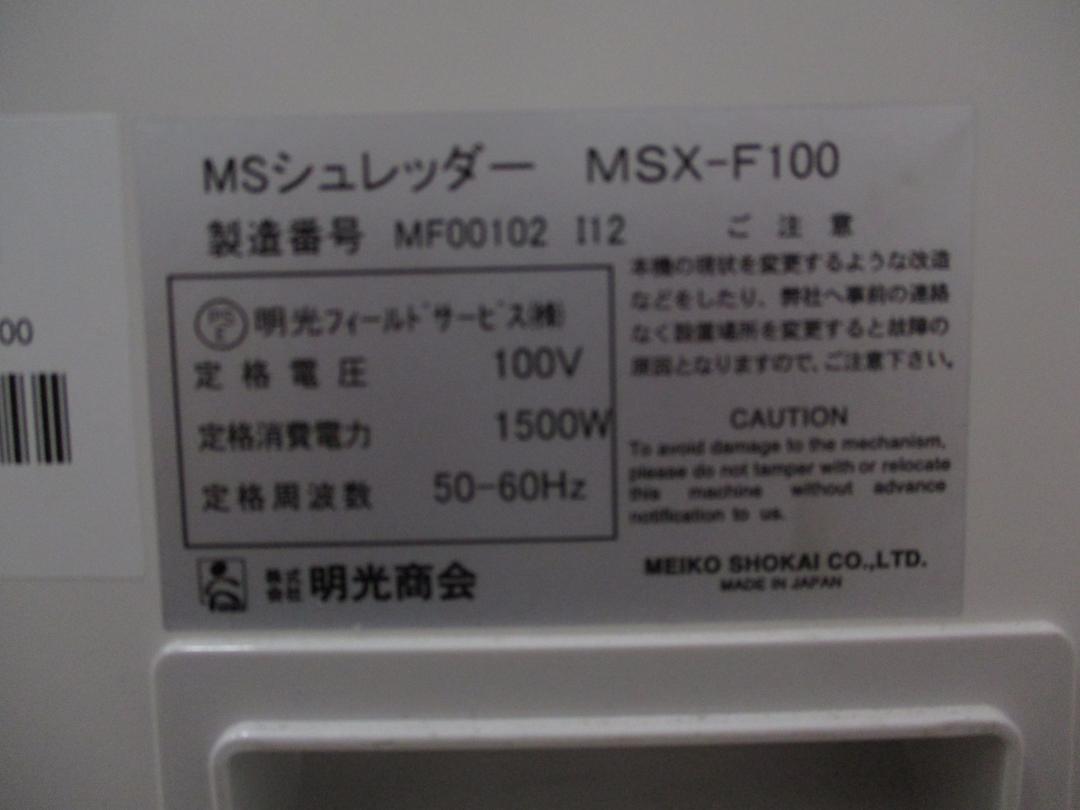 MSシュレッダー MSX-F100
製造番号 MF00102 I12
00
PS
E
明光フィールドサービス㈱
定格電圧 100V
定格消費電力 1500W
定格周波数 50-60Hz
ご注意
本機の現状を変更するような改造
などをしたり、弊社へ事前の連絡
なく設置場所を変更すると故障の
原因となりますので、ご注意下さい。
CAUTION
To avoid damage to the mechanism,
please do not tamper with or relocate
this machine without advance
notification to us.
株式
会社 明光商会
MEIKO SHOKAI CO.,LTD.
MADE IN JAPAN